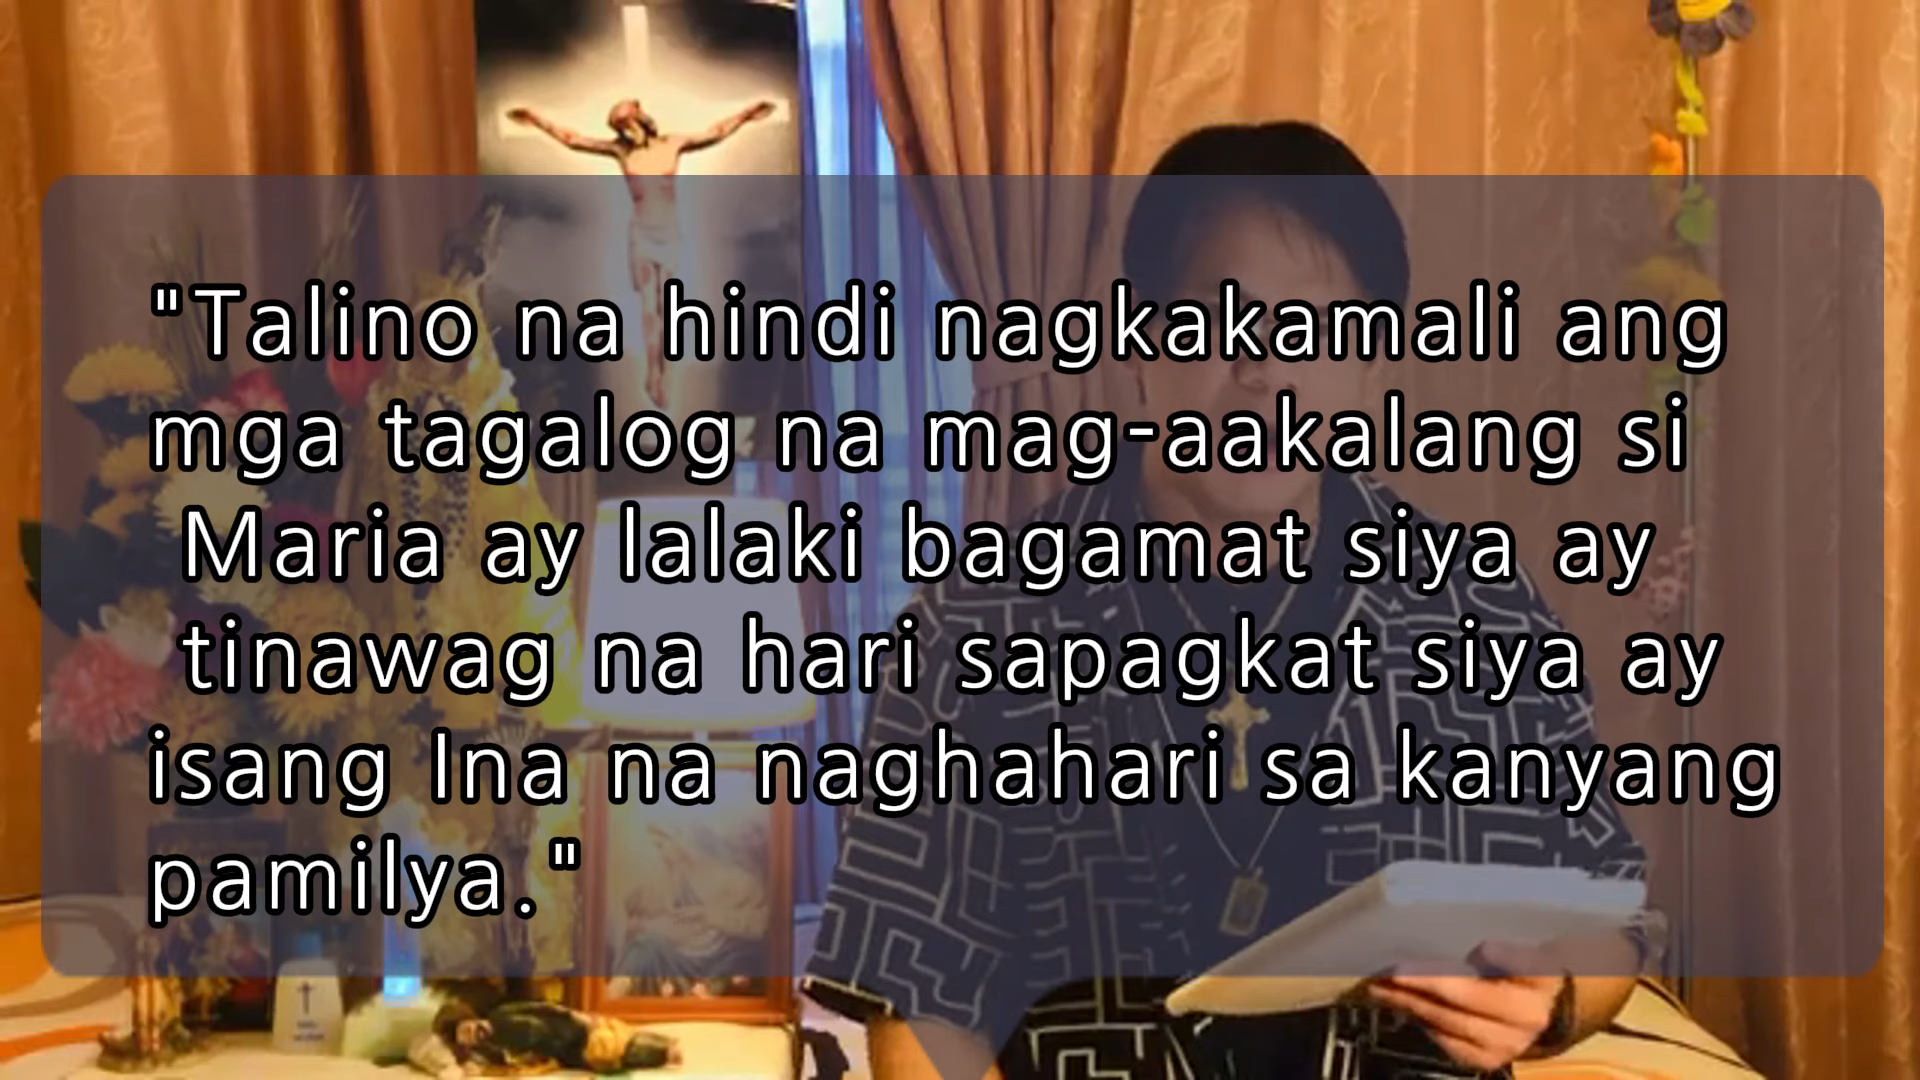 "Talino na hindi nagkakamali ang
mga tagalog na mag-aakalang si
Maria ay lalaki bagamat siya ay
tinawag na hari sapagkat siya ay
isang Ina na naghahari sa kanyang
pamilya."